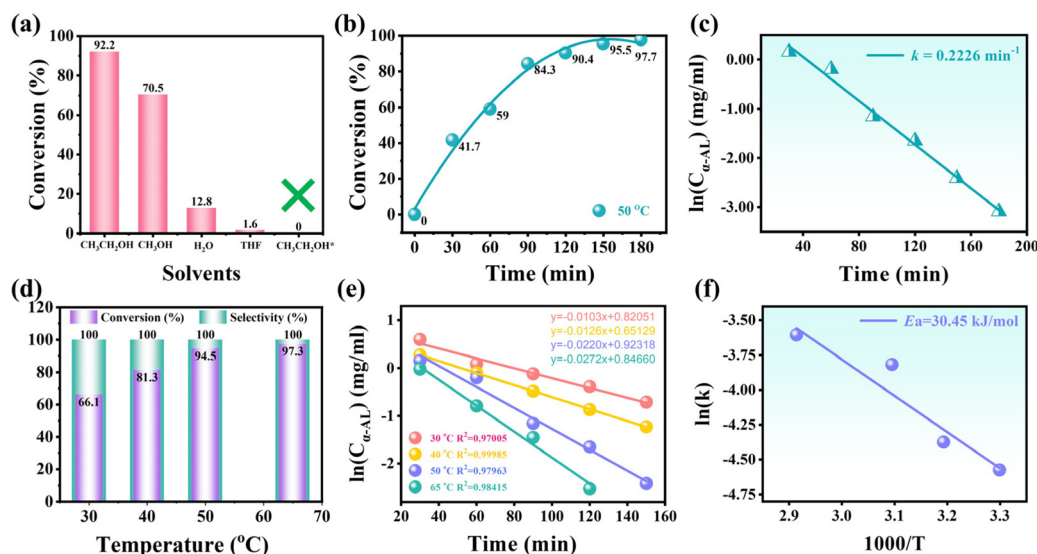 (a)
Conversion (%)
100
80
60
40
20
0
92.2
70.5
12.8
1.6
0
CH₃CH₂OH
CH₃OH
H₂O
THF
CH₃CH₂OH*
Solvents
(b)
Conversion (%)
100
80
60
40
20
0
0
41.7
59
84.3
90.4
95.5
97.7
50 °C
0
30
60
90
120
150
180
Time (min)
(c)
ln(Cα-AL) (mg/ml)
0.00
-1.00
-2.00
-3.00
k = 0.2226 min⁻¹
40
80
120
160
200
Time (min)
(d)
120
100
80
60
40
20
0
Conversion (%)
Selectivity (%)
100
100
100
100
66.1
81.3
94.5
97.3
30
40
50
60
70
Temperature (°C)
(e)
ln(Cα-AL) (mg/ml)
1
0
-1
-2
y=-0.0103x+0.82051
y=-0.0126x+0.65129
y=-0.0220x+0.92318
y=-0.0272x+0.84660
30 °C R²=0.97005
40 °C R²=0.99985
50 °C R²=0.97963
65 °C R²=0.98415
20
40
60
80
100
120
140
160
Time (min)
(f)
ln(k)
-3.50
-3.75
-4.00
-4.25
-4.50
-4.75
Ea=30.45 kJ/mol
2.9
3.0
3.1
3.2
3.3
1000/T